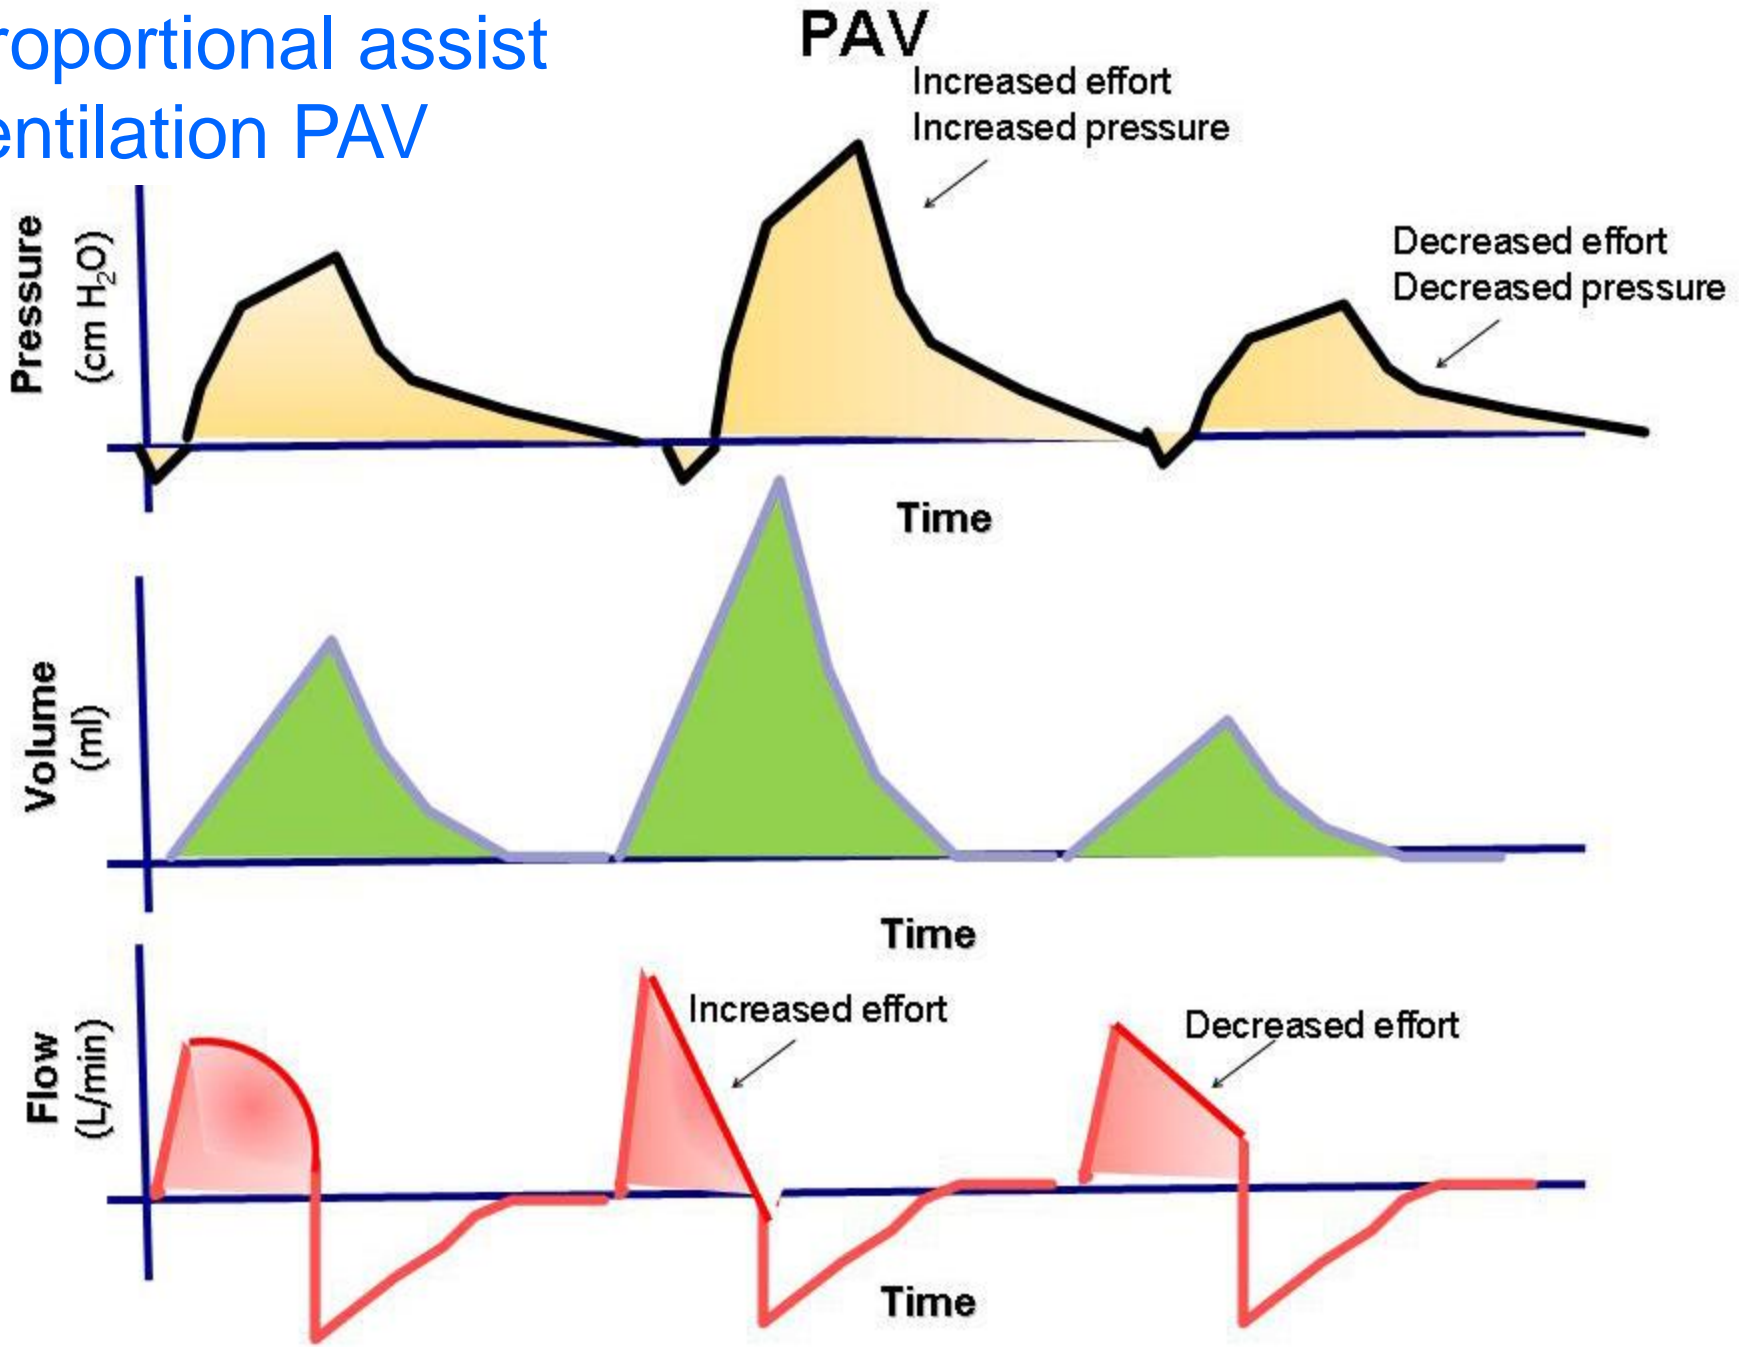 roportional assist
entilation PAV
PAV
Increased effort
Increased pressure
Decreased effort
Decreased pressure
Pressure
(cm H₂O)
Time
Volume
(ml)
Time
Increased effort
Decreased effort
Flow
(L/min)
Time